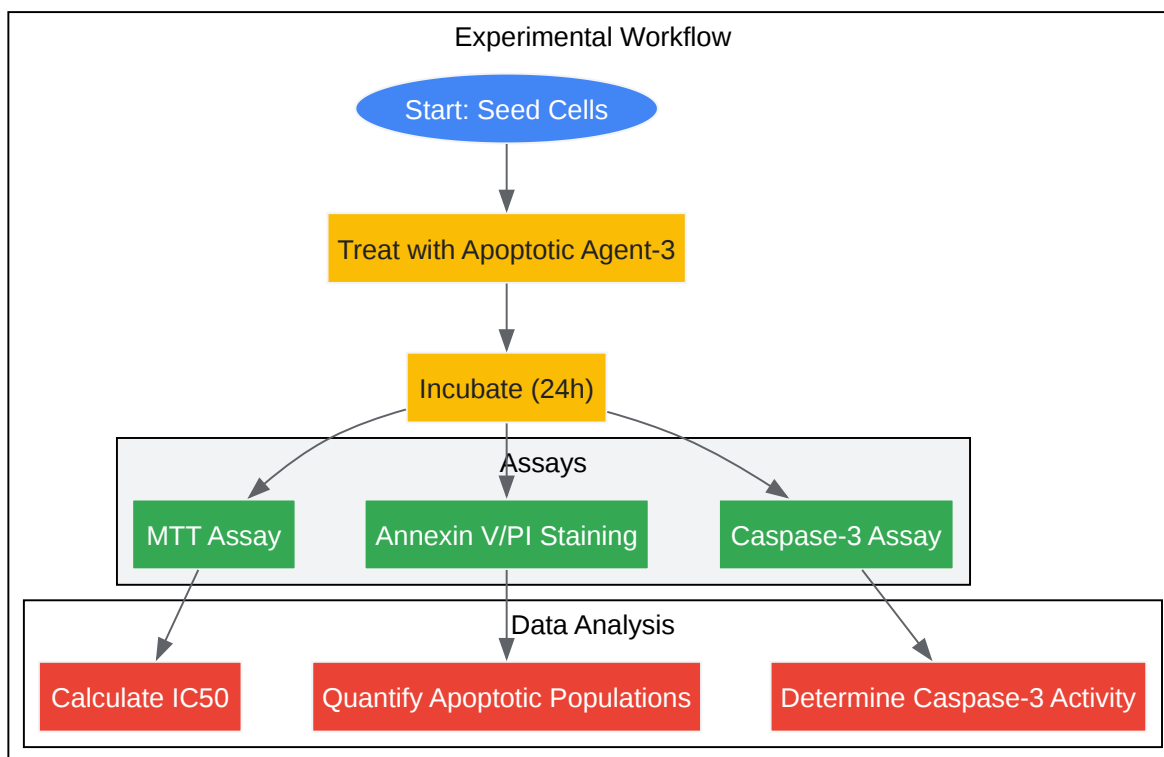 Experimental Workflow
Start: Seed Cells
Treat with Apoptotic Agent-3
Incubate (24h)
Assays
MTT Assay
Annexin V/PI Staining
Caspase-3 Assay
Data Analysis
Calculate IC50
Quantify Apoptotic Populations
Determine Caspase-3 Activity